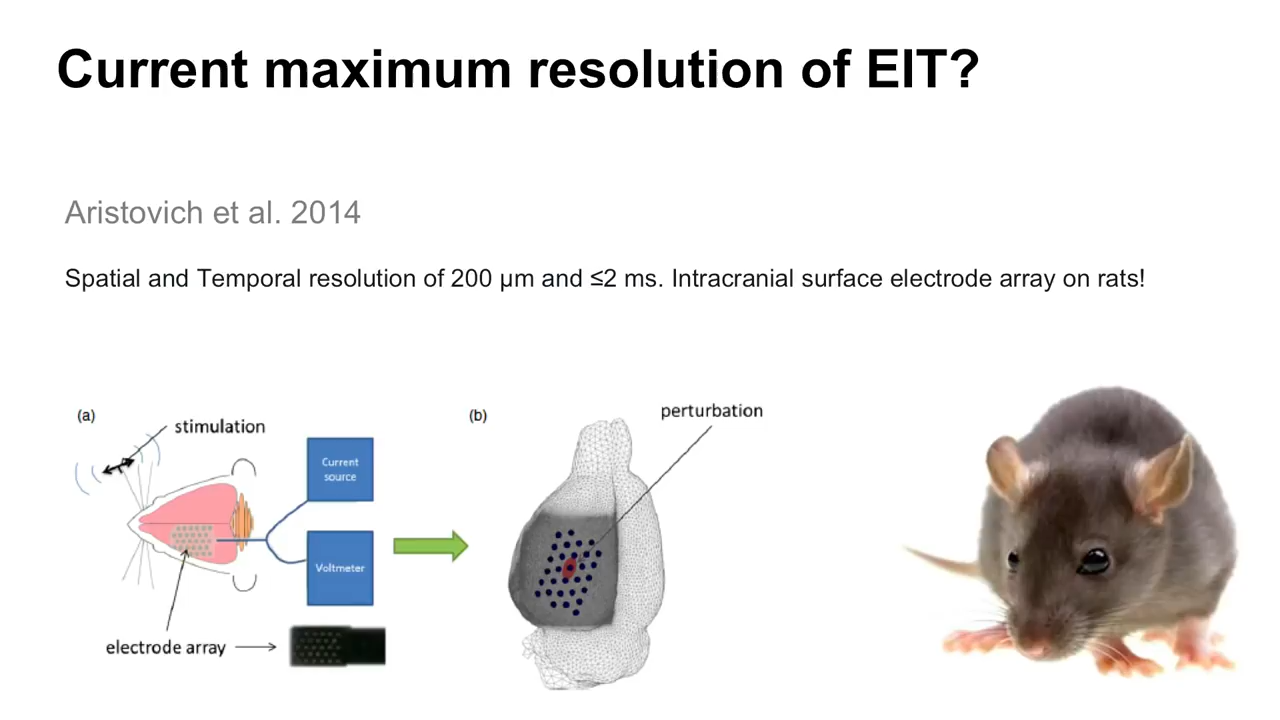 Current maximum resolution of EIT?
Aristovich et al. 2014
Spatial and Temporal resolution of 200 μm and ≤2 ms. Intracranial surface electrode array on rats!
(a)
stimulation
Current
source
Voltmeter
electrode array
(b)
perturbation